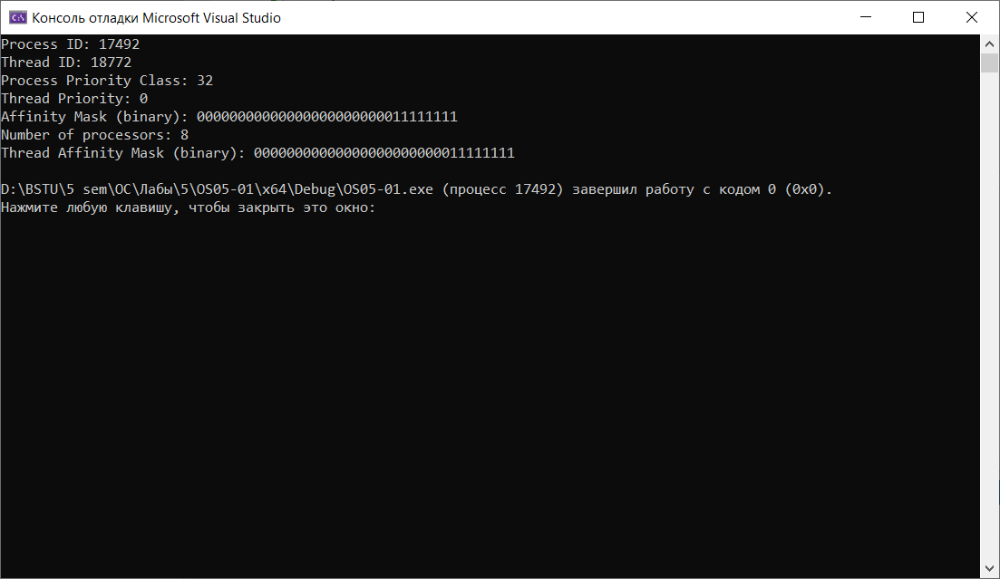 Консоль отладки Microsoft Visual Studio
Process ID: 17492
Thread ID: 18772
Process Priority Class: 32
Thread Priority: 0
Affinity Mask (binary): 00000000000000000000000011111111
Number of processors: 8
Thread Affinity Mask (binary): 00000000000000000000000011111111
D:\BSTU\5 sem\ОС\Лабы\5\OS05-01\x64\Debug\OS05-01.exe (процесс 17492) завершил работу с кодом 0 (0x0).
Нажмите любую клавишу, чтобы закрыть это окно: